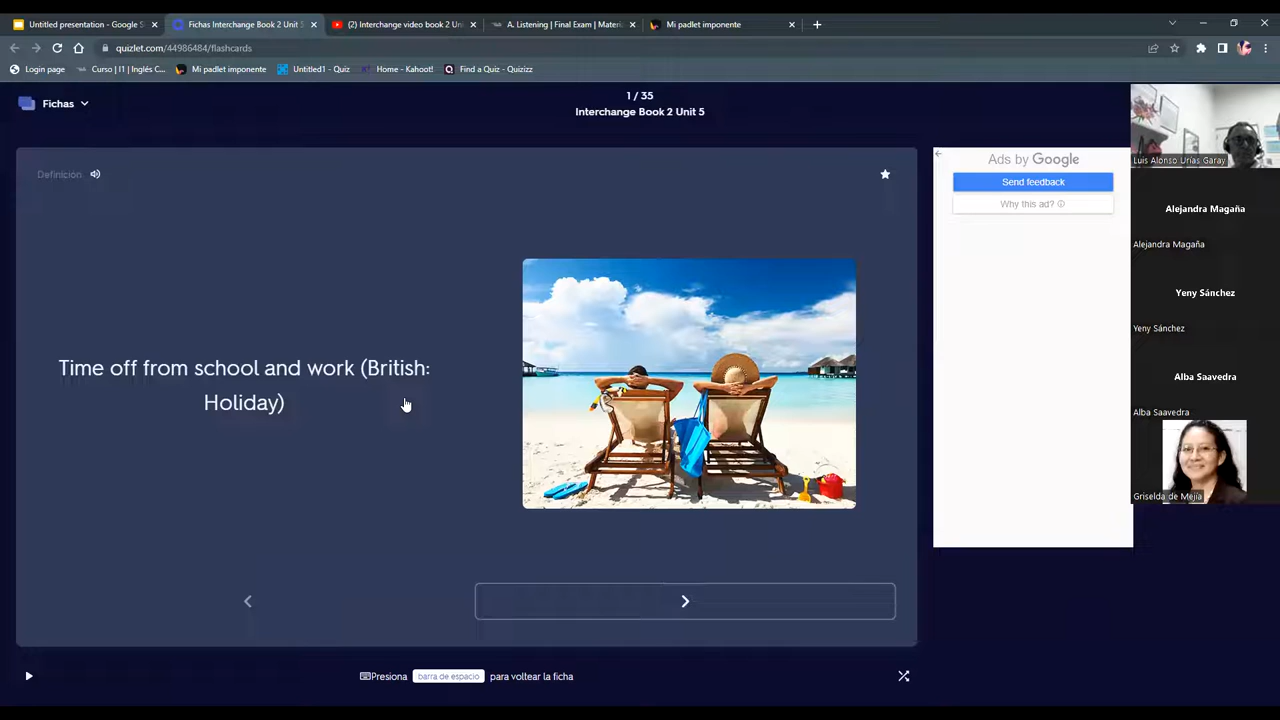 Untitled presentation - Google S
Fichas Interchange Book 2 Unit 5
(2) Interchange video book 2 Un
A. Listening | Final Exam | Materi
Mi padlet imponente
quizlet.com/44986484/flashcards
Login page
Curso | I1 | Inglés C...
Mi padlet imponente
Untitled1 - Quiz
Home - Kahoot!
Find a Quiz - Quizizz
Fichas
1 / 35
Interchange Book 2 Unit 5
Definición
Time off from school and work (British:
Holiday)
Presiona barra de espacio para voltear la ficha
Ads by Google
Send feedback
Why this ad?
Luis Alonso Urías Garay
Alejandra Magaña
Alejandra Magaña
Yeny Sánchez
Yeny Sánchez
Alba Saavedra
Alba Saavedra
Griselda de Mejía